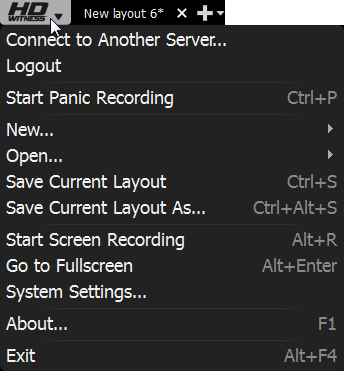 HD WITNESS New layout 6*
Connect to Another Server...
Logout
Start Panic Recording Ctrl+P
New...
Open...
Save Current Layout Ctrl+S
Save Current Layout As... Ctrl+Alt+S
Start Screen Recording Alt+R
Go to Fullscreen Alt+Enter
System Settings...
About... F1
Exit Alt+F4